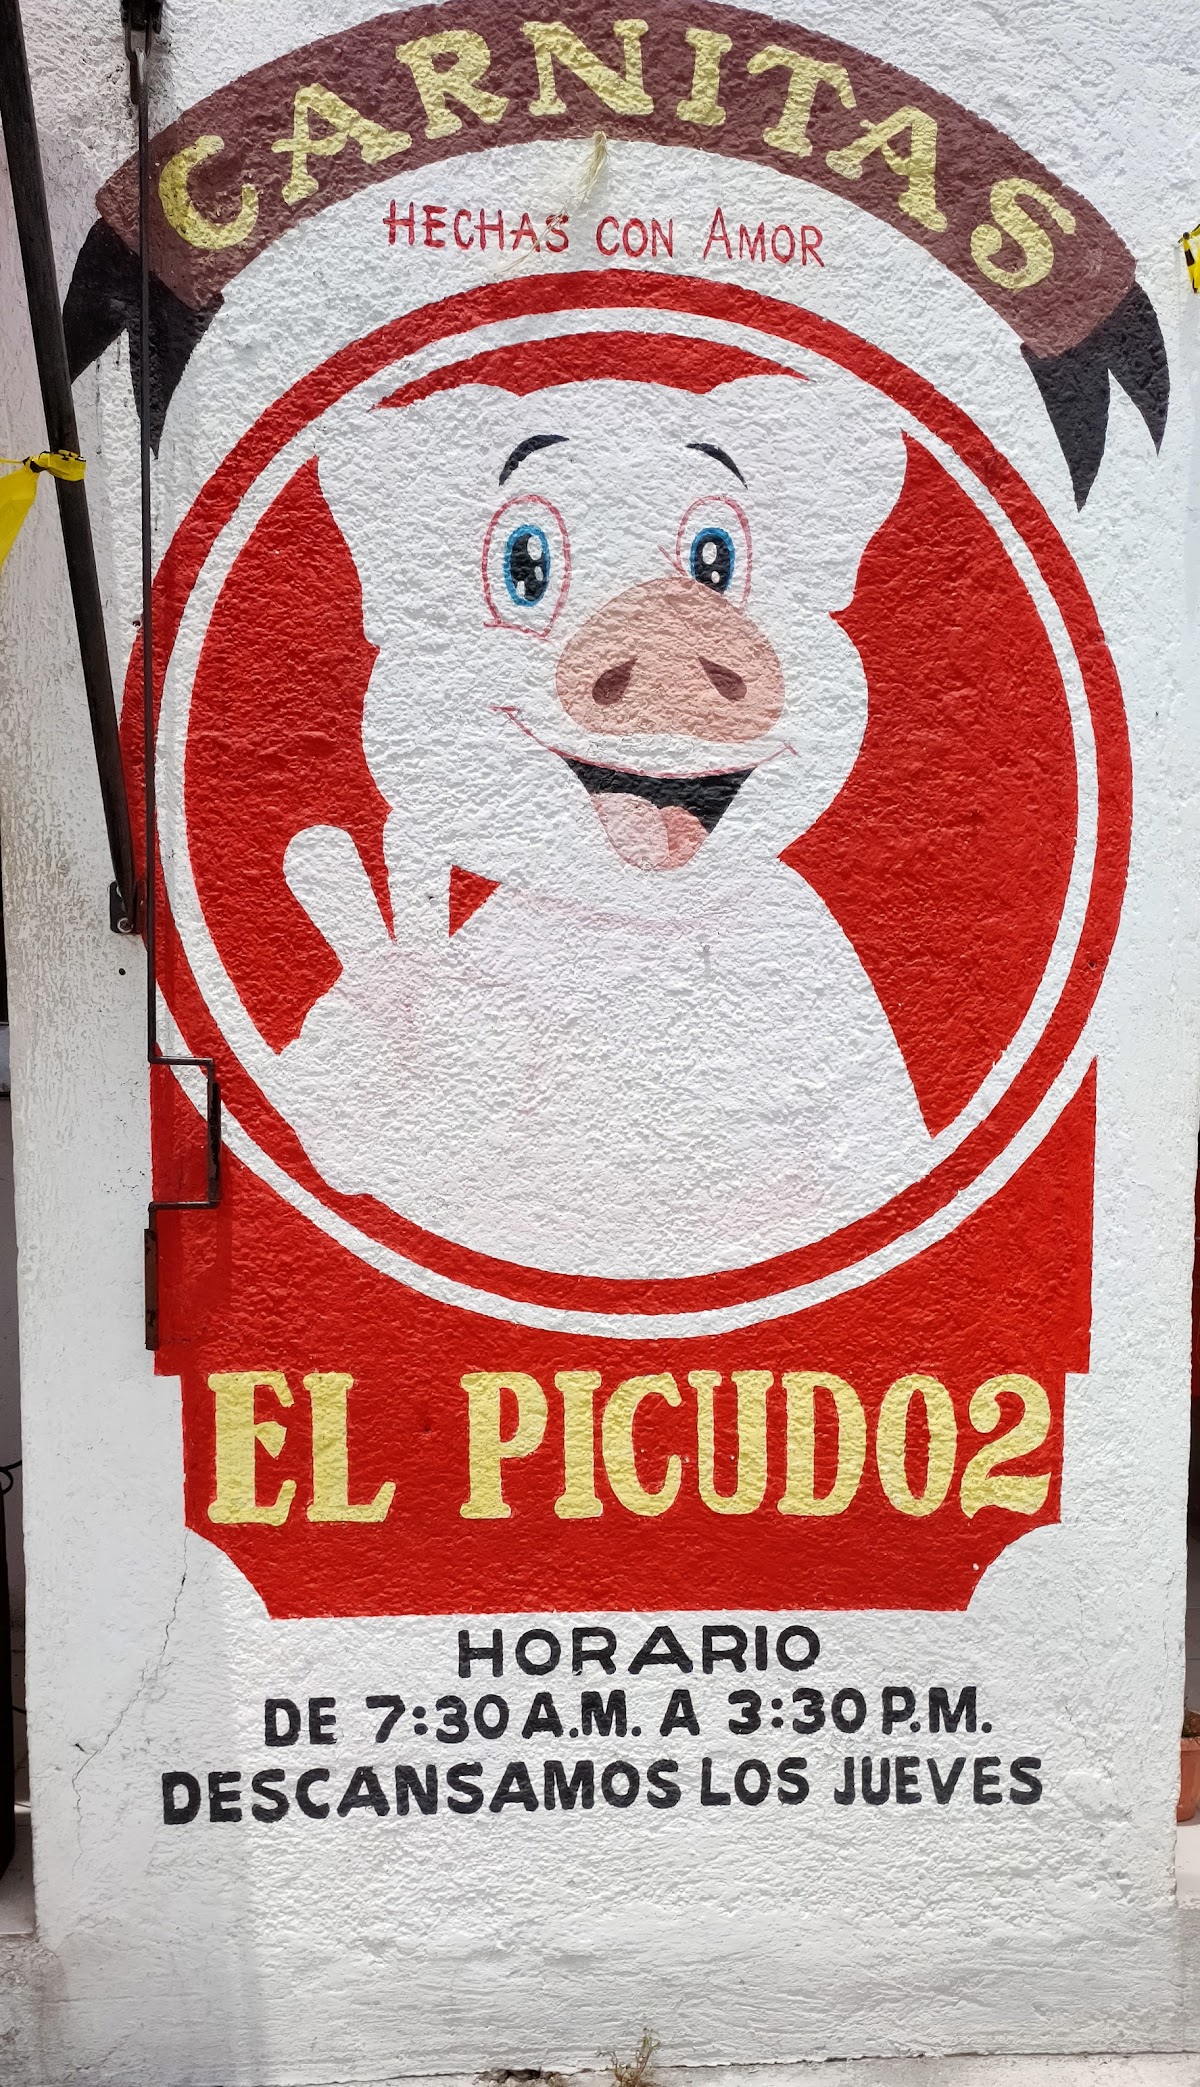 CARNITAS
HECHAS CON AMOR
EL PICUDO2
HORARIO
DE 7:30 A.M. A 3:30 P.M.
DESCANSAMOS LOS JUEVES